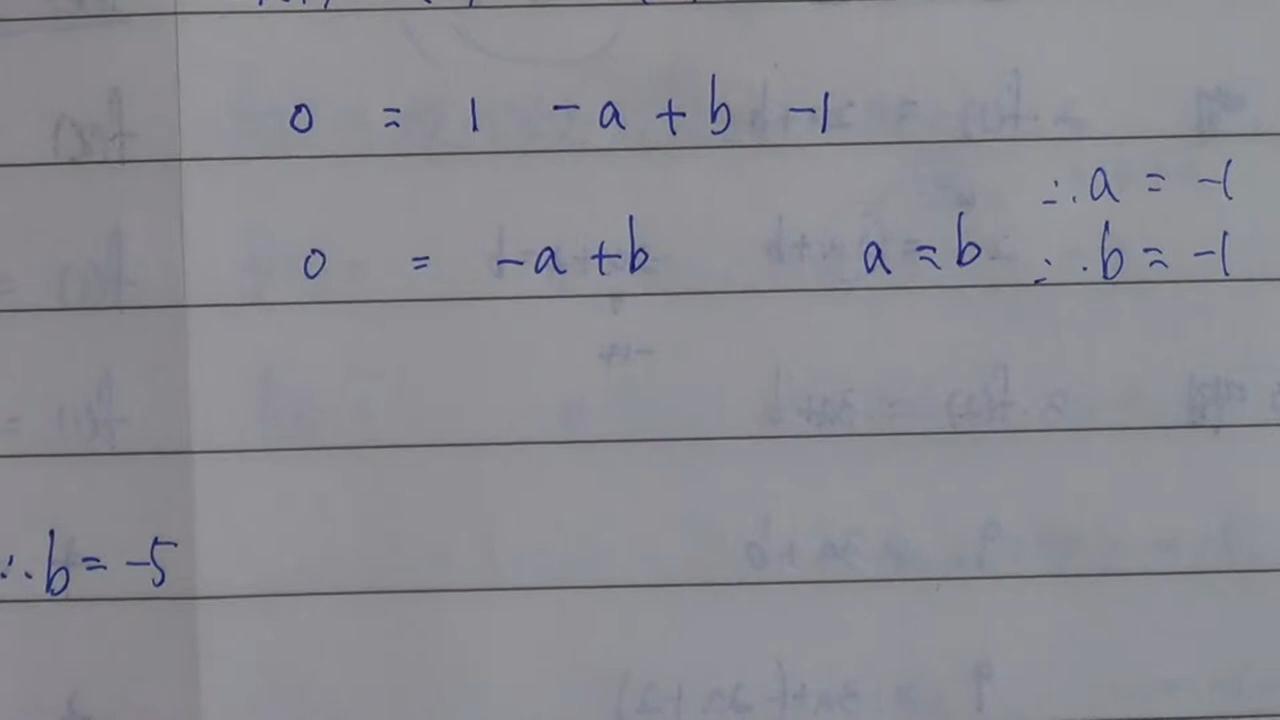 0 = 1 -a + b -1
∴ a = -1
0 = -a + b a = b ∴ b = -1
∴ b = -5